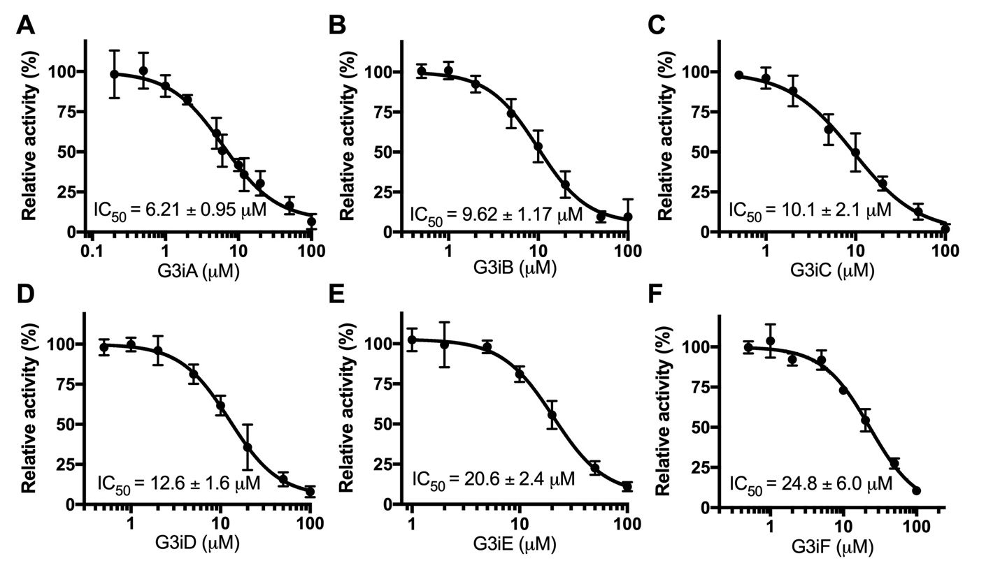 A
Relative activity (%)
100
75
50
25
0
IC50 = 6.21 ± 0.95 μM
0.1 1 10 100
G3iA (μM)
B
Relative activity (%)
100
75
50
25
0
IC50 = 9.62 ± 1.17 μM
1 10 100
G3iB (μM)
C
Relative activity (%)
100
75
50
25
0
IC50 = 10.1 ± 2.1 μM
1 10 100
G3iC (μM)
D
Relative activity (%)
100
75
50
25
0
IC50 = 12.6 ± 1.6 μM
1 10 100
G3iD (μM)
E
Relative activity (%)
100
75
50
25
0
IC50 = 20.6 ± 2.4 μM
1 10 100
G3iE (μM)
F
Relative activity (%)
100
75
50
25
0
IC50 = 24.8 ± 6.0 μM
1 10 100
G3iF (μM)